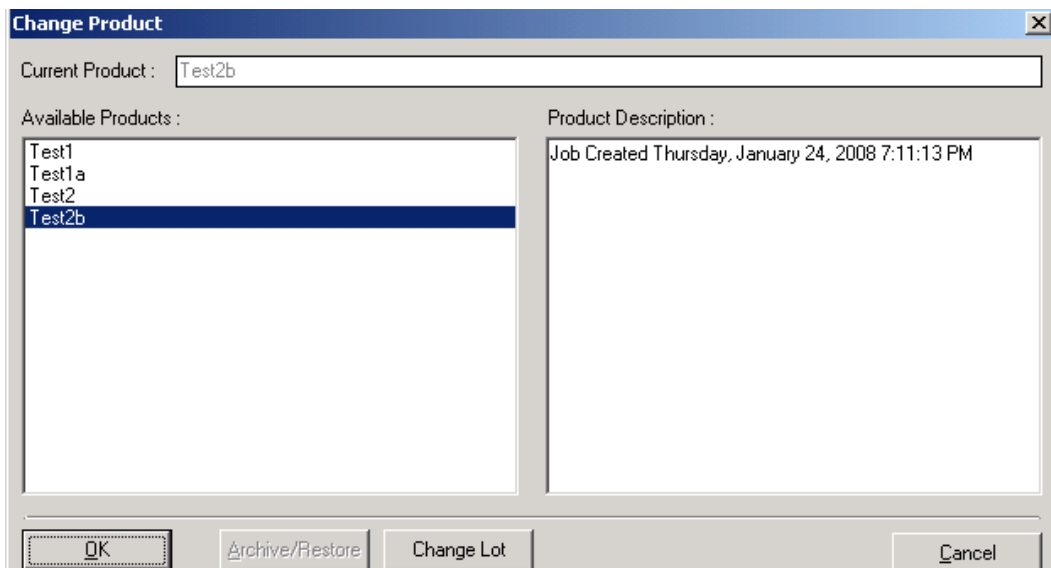 Change Product
Current Product : Test2b
Available Products :
Test1
Test1a
Test2
Test2b
Product Description :
Job Created Thursday, January 24, 2008 7:11:13 PM
OK Archive/Restore Change Lot Cancel